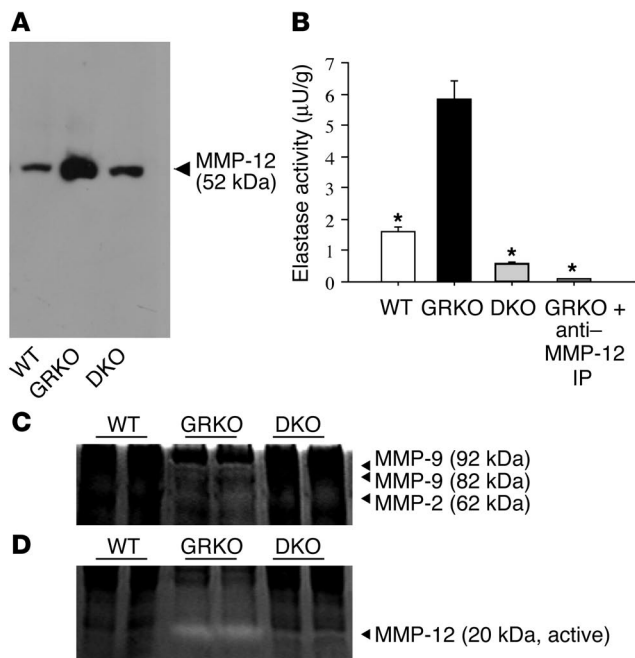 A
MMP-12
(52 kDa)
WT
GRKO
DKO
B
Elastase activity (μU/g)
7
6
5
4
3
2
1
0
*
*
*
WT
GRKO
DKO
GRKO +
anti–
MMP-12
IP
C
WT GRKO DKO
MMP-9 (92 kDa)
MMP-9 (82 kDa)
MMP-2 (62 kDa)
D
WT GRKO DKO
MMP-12 (20 kDa, active)